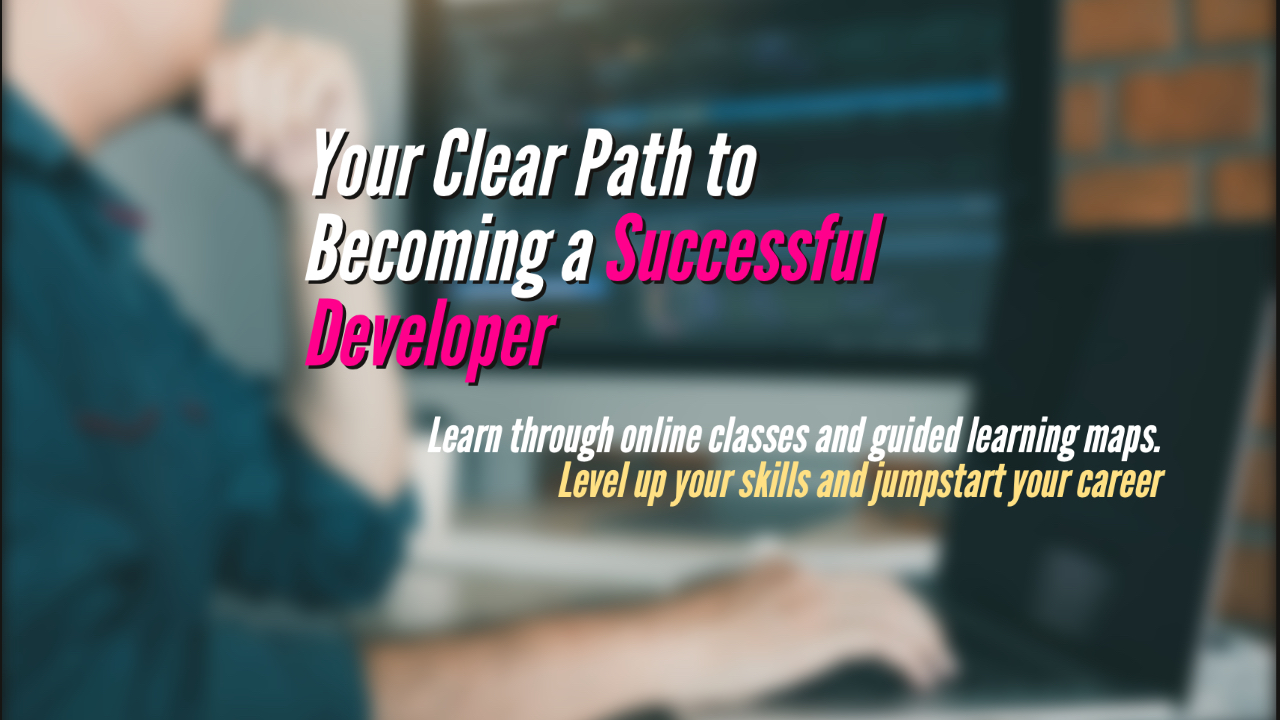 Your Clear Path to
Becoming a Successful
Developer
Learn through online classes and guided learning maps.
Level up your skills and jumpstart your career